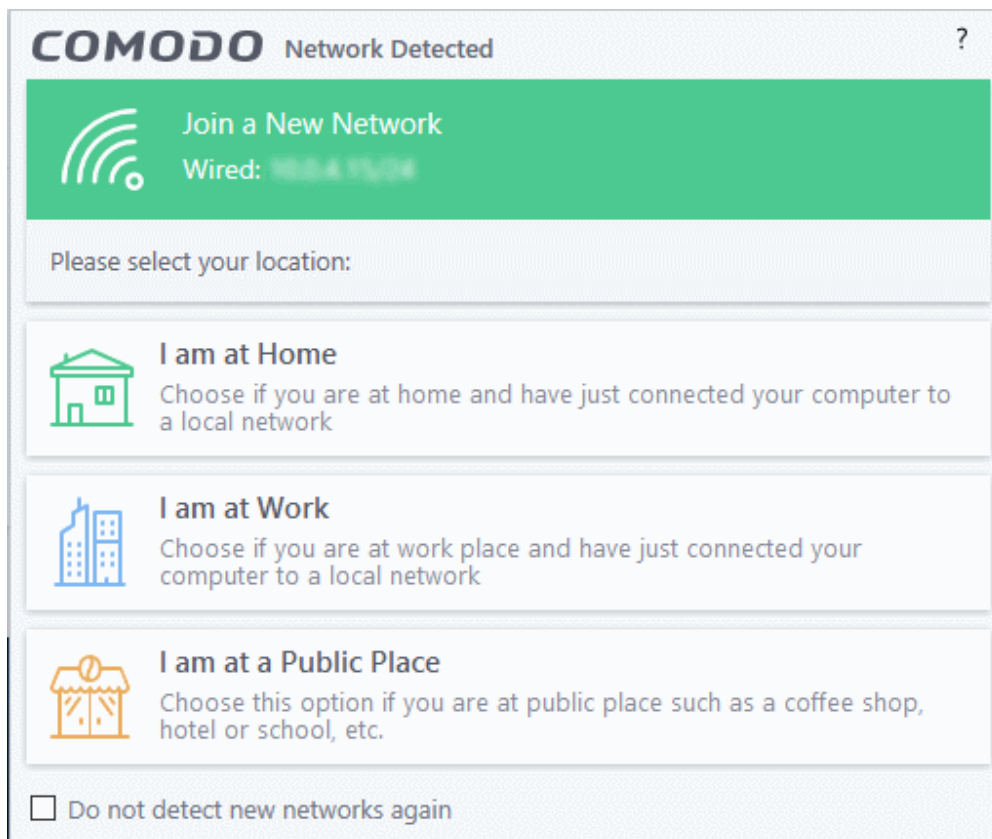 COMODO Network Detected ?
Join a New Network
Wired:
Please select your location:
I am at Home
Choose if you are at home and have just connected your computer to
a local network
I am at Work
Choose if you are at work place and have just connected your
computer to a local network
I am at a Public Place
Choose this option if you are at public place such as a coffee shop,
hotel or school, etc.
Do not detect new networks again